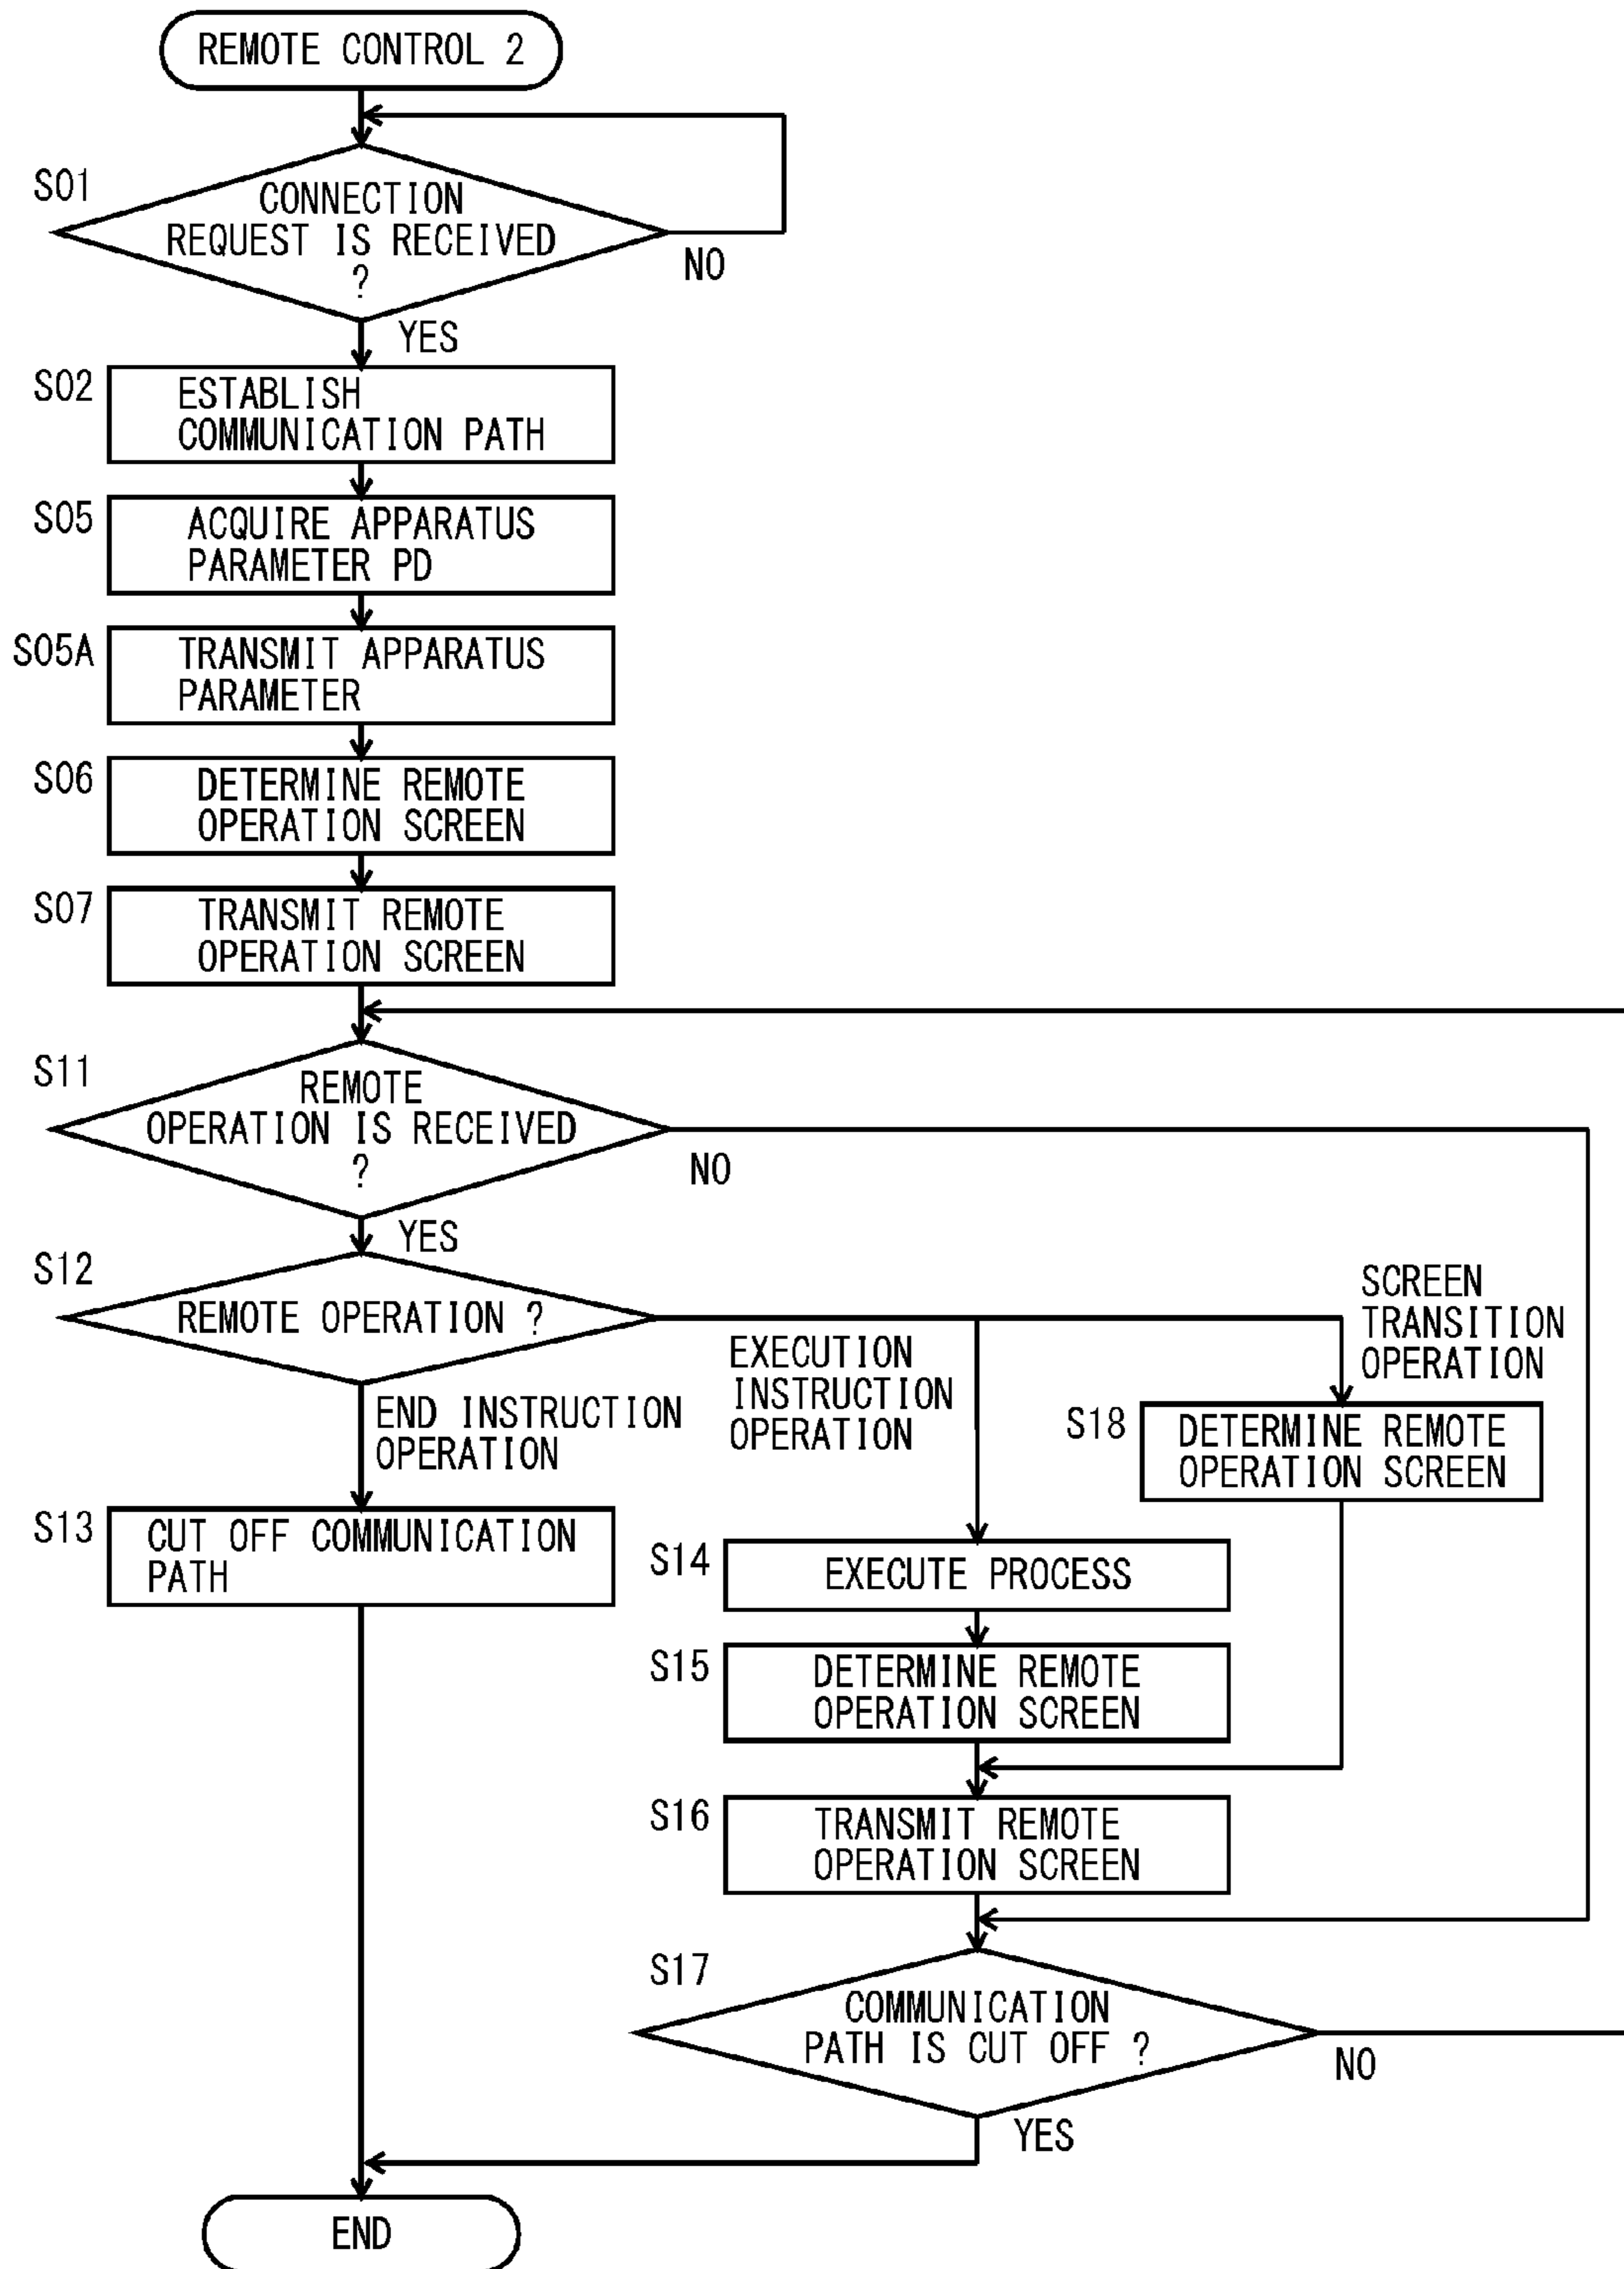 REMOTE CONTROL 2
S01
CONNECTION
REQUEST IS RECEIVED
?
NO
YES
S02
ESTABLISH
COMMUNICATION PATH
S05
ACQUIRE APPARATUS
PARAMETER PD
S05A
TRANSMIT APPARATUS
PARAMETER
S06
DETERMINE REMOTE
OPERATION SCREEN
S07
TRANSMIT REMOTE
OPERATION SCREEN
S11
REMOTE
OPERATION IS RECEIVED
?
NO
YES
S12
REMOTE OPERATION ?
END INSTRUCTION
OPERATION
EXECUTION
INSTRUCTION
OPERATION
SCREEN
TRANSITION
OPERATION
S18
DETERMINE REMOTE
OPERATION SCREEN
S13
CUT OFF COMMUNICATION
PATH
S14
EXECUTE PROCESS
S15
DETERMINE REMOTE
OPERATION SCREEN
S16
TRANSMIT REMOTE
OPERATION SCREEN
S17
COMMUNICATION
PATH IS CUT OFF ?
NO
YES
END